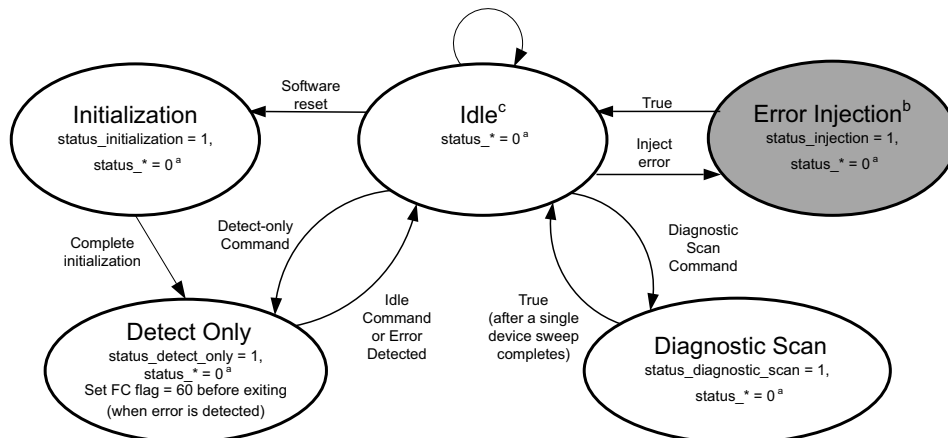 Software
reset
Initialization
status_initialization = 1,
status_* = 0 a
Idle c
status_* = 0 a
True
Inject
error
Error Injection b
status_injection = 1,
status_* = 0 a
Complete
initialization
Detect-only
Command
Idle
Command
or Error
Detected
True
(after a single
device sweep
completes)
Diagnostic
Scan
Command
Detect Only
status_detect_only = 1,
status_* = 0 a
Set FC flag = 60 before exiting
(when error is detected)
Diagnostic Scan
status_diagnostic_scan = 1,
status_* = 0 a